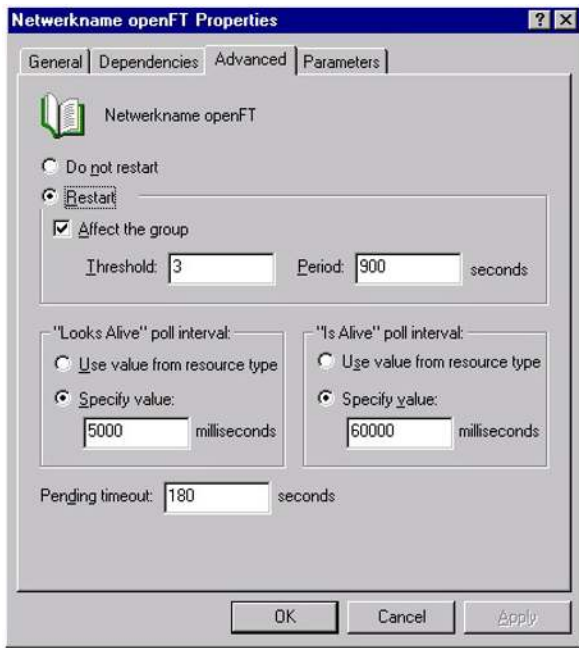 Netwerkname openFT Properties
General Dependencies Advanced Parameters
Netwerkname openFT
Do not restart
Restart
Affect the group
Threshold: 3 Period: 900 seconds
"Looks Alive" poll interval: "Is Alive" poll interval:
Use value from resource type Use value from resource type
Specify value: Specify value:
5000 milliseconds 60000 milliseconds
Pending timeout: 180 seconds
OK Cancel Apply